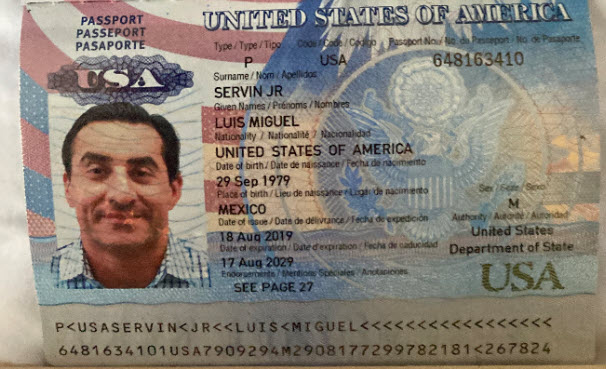 PASSPORT
PASSEPORT
PASAPORTE
UNITED STATES OF AMERICA
Type / Type / Tipo Code / Code / Código Passport No. / No. de Passeport / No. de Pasaporte
P USA 648163410
USA
Surname / Nom / Apellidos
SERVIN JR
Given Names / Prénoms / Nombres
LUIS MIGUEL
Nationality / Nationalité / Nacionalidad
UNITED STATES OF AMERICA
Date of birth / Date de naissance / Fecha de nacimiento
29 Sep 1979
Place of birth / Lieu de naissance / Lugar de nacimiento Sex / Sexe / Sexo
MEXICO M
Date of issue / Date de délivrance / Fecha de expedición Authority / Autorité / Autoridad
18 Aug 2019 United States
Date of expiration / Date d'expiration / Fecha de caducidad Department of State
17 Aug 2029
Endorsements / Mentions Spéciales / Anotaciones
SEE PAGE 27
USA
P<USASERVIN<JR<<LUIS<MIGUEL<<<<<<<<<<<<<<<<<
6481634101USA7909294M2908177299782181<267824